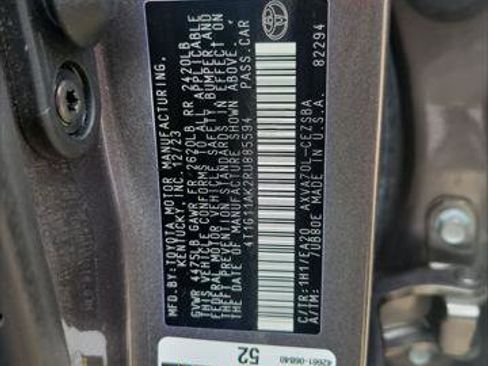 MFD.BY:TOYOTA MOTOR MANUFACTURING,
KENTUCKY, INC. 12/23
GVWR 4475LB GAWR FR 2620LB RR 2420LB
THIS VEHICLE CONFORMS TO ALL APPLICABLE
FEDERAL MOTOR VEHICLE SAFETY, BUMPER, AND
THEFT PREVENTION STANDARDS IN EFFECT ON
THE DATE OF MANUFACTURE SHOWN ABOVE.
4T1G11AK2RU885594 PASS.CAR
C/TR: 1H1/EA20 AXVA70L-CEZSBA
A/TM: 7UB80E MADE IN U.S.A. 82294
42661-06840
52